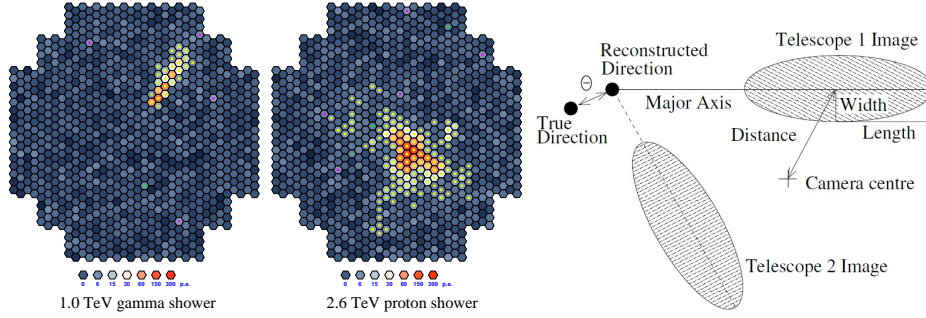 0 6 15 30 60 150 300 p.e.
1.0 TeV gamma shower
0 6 15 30 60 150 300 p.e.
2.6 TeV proton shower
Reconstructed
Direction
Θ
True
Direction
Major Axis
Telescope 1 Image
Width
Length
Distance
Camera centre
Telescope 2 Image